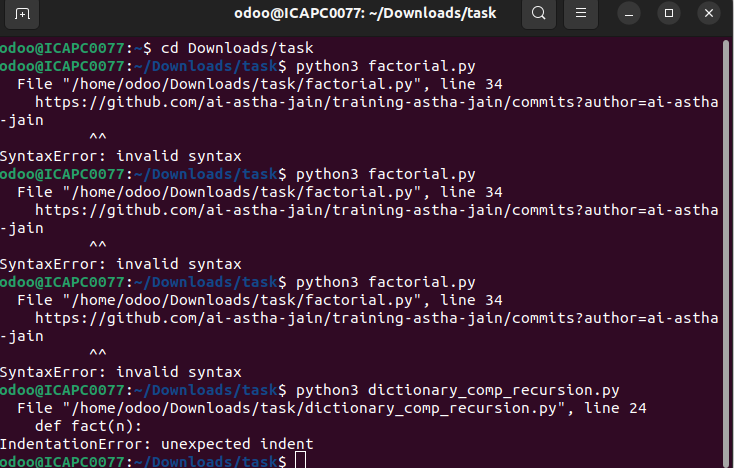 odoo@ICAPC0077: ~/Downloads/task
odoo@ICAPC0077:~$ cd Downloads/task
odoo@ICAPC0077:~/Downloads/task$ python3 factorial.py
  File "/home/odoo/Downloads/task/factorial.py", line 34
    https://github.com/ai-astha-jain/training-astha-jain/commits?author=ai-astha
-jain
          ^^
SyntaxError: invalid syntax
odoo@ICAPC0077:~/Downloads/task$ python3 factorial.py
  File "/home/odoo/Downloads/task/factorial.py", line 34
    https://github.com/ai-astha-jain/training-astha-jain/commits?author=ai-astha
-jain
          ^^
SyntaxError: invalid syntax
odoo@ICAPC0077:~/Downloads/task$ python3 factorial.py
  File "/home/odoo/Downloads/task/factorial.py", line 34
    https://github.com/ai-astha-jain/training-astha-jain/commits?author=ai-astha
-jain
          ^^
SyntaxError: invalid syntax
odoo@ICAPC0077:~/Downloads/task$ python3 dictionary_comp_recursion.py
  File "/home/odoo/Downloads/task/dictionary_comp_recursion.py", line 24
    def fact(n):
IndentationError: unexpected indent
odoo@ICAPC0077:~/Downloads/task$